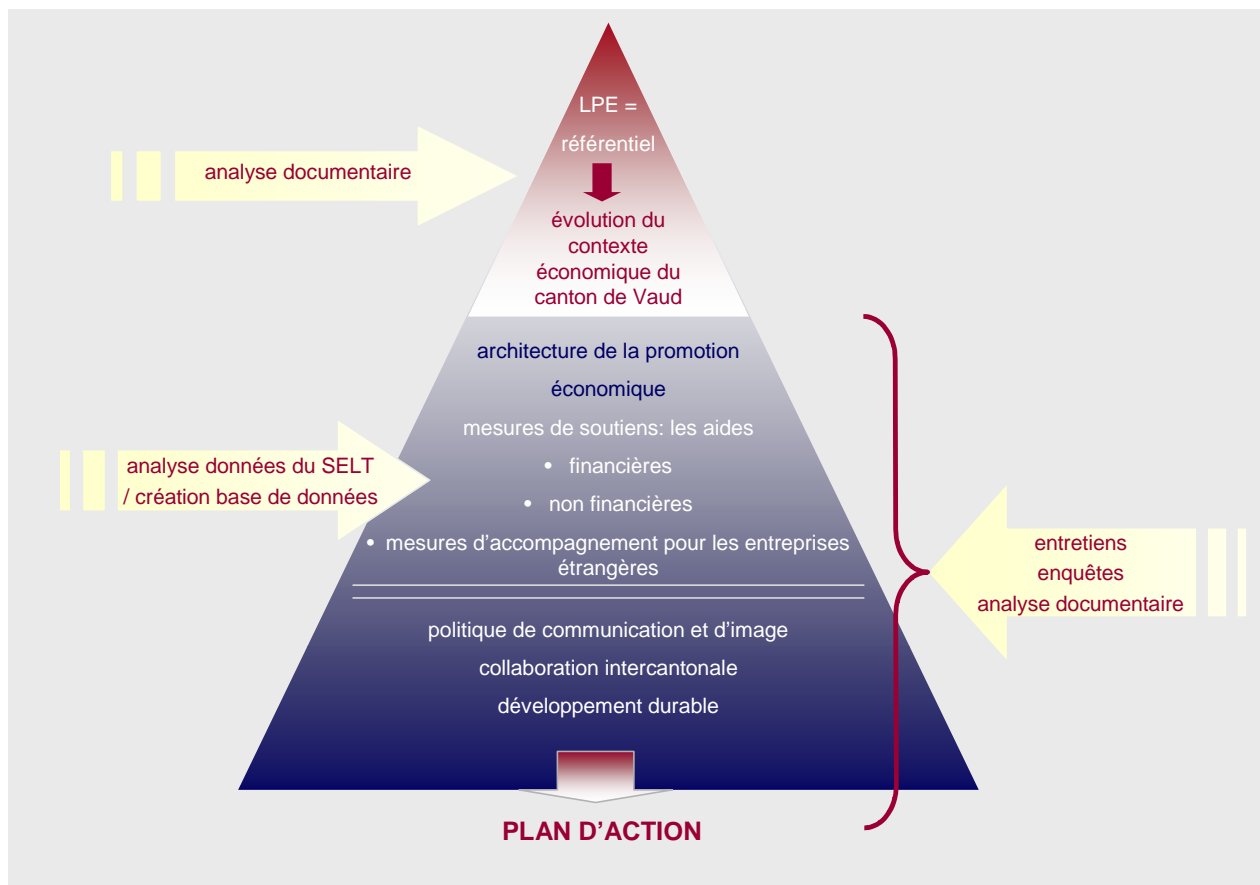 LPE =
référentiel
analyse documentaire
évolution du
contexte
économique du
canton de Vaud
architecture de la promotion
économique
mesures de soutiens: les aides
• financières
• non financières
• mesures d'accompagnement pour les entreprises
étrangères
analyse données du SELT
/ création base de données
entretiens
enquêtes
analyse documentaire
politique de communication et d'image
collaboration intercantonale
développement durable
PLAN D'ACTION